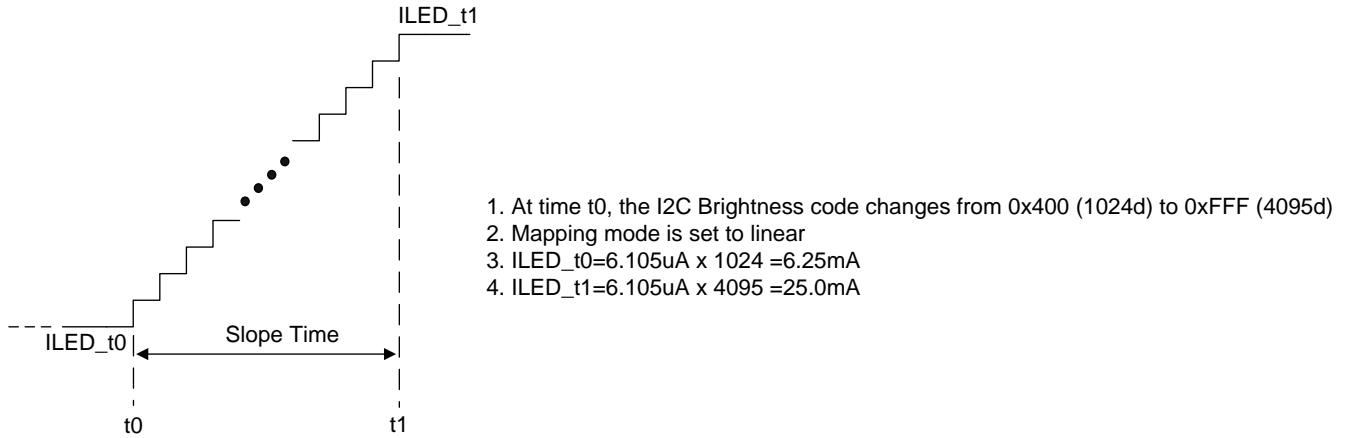 ILED_t1
1. At time t0, the I2C Brightness code changes from 0x400 (1024d) to 0xFFF (4095d)
2. Mapping mode is set to linear
3. ILED_t0=6.105uA x 1024 =6.25mA
4. ILED_t1=6.105uA x 4095 =25.0mA
ILED_t0
Slope Time
t0
t1